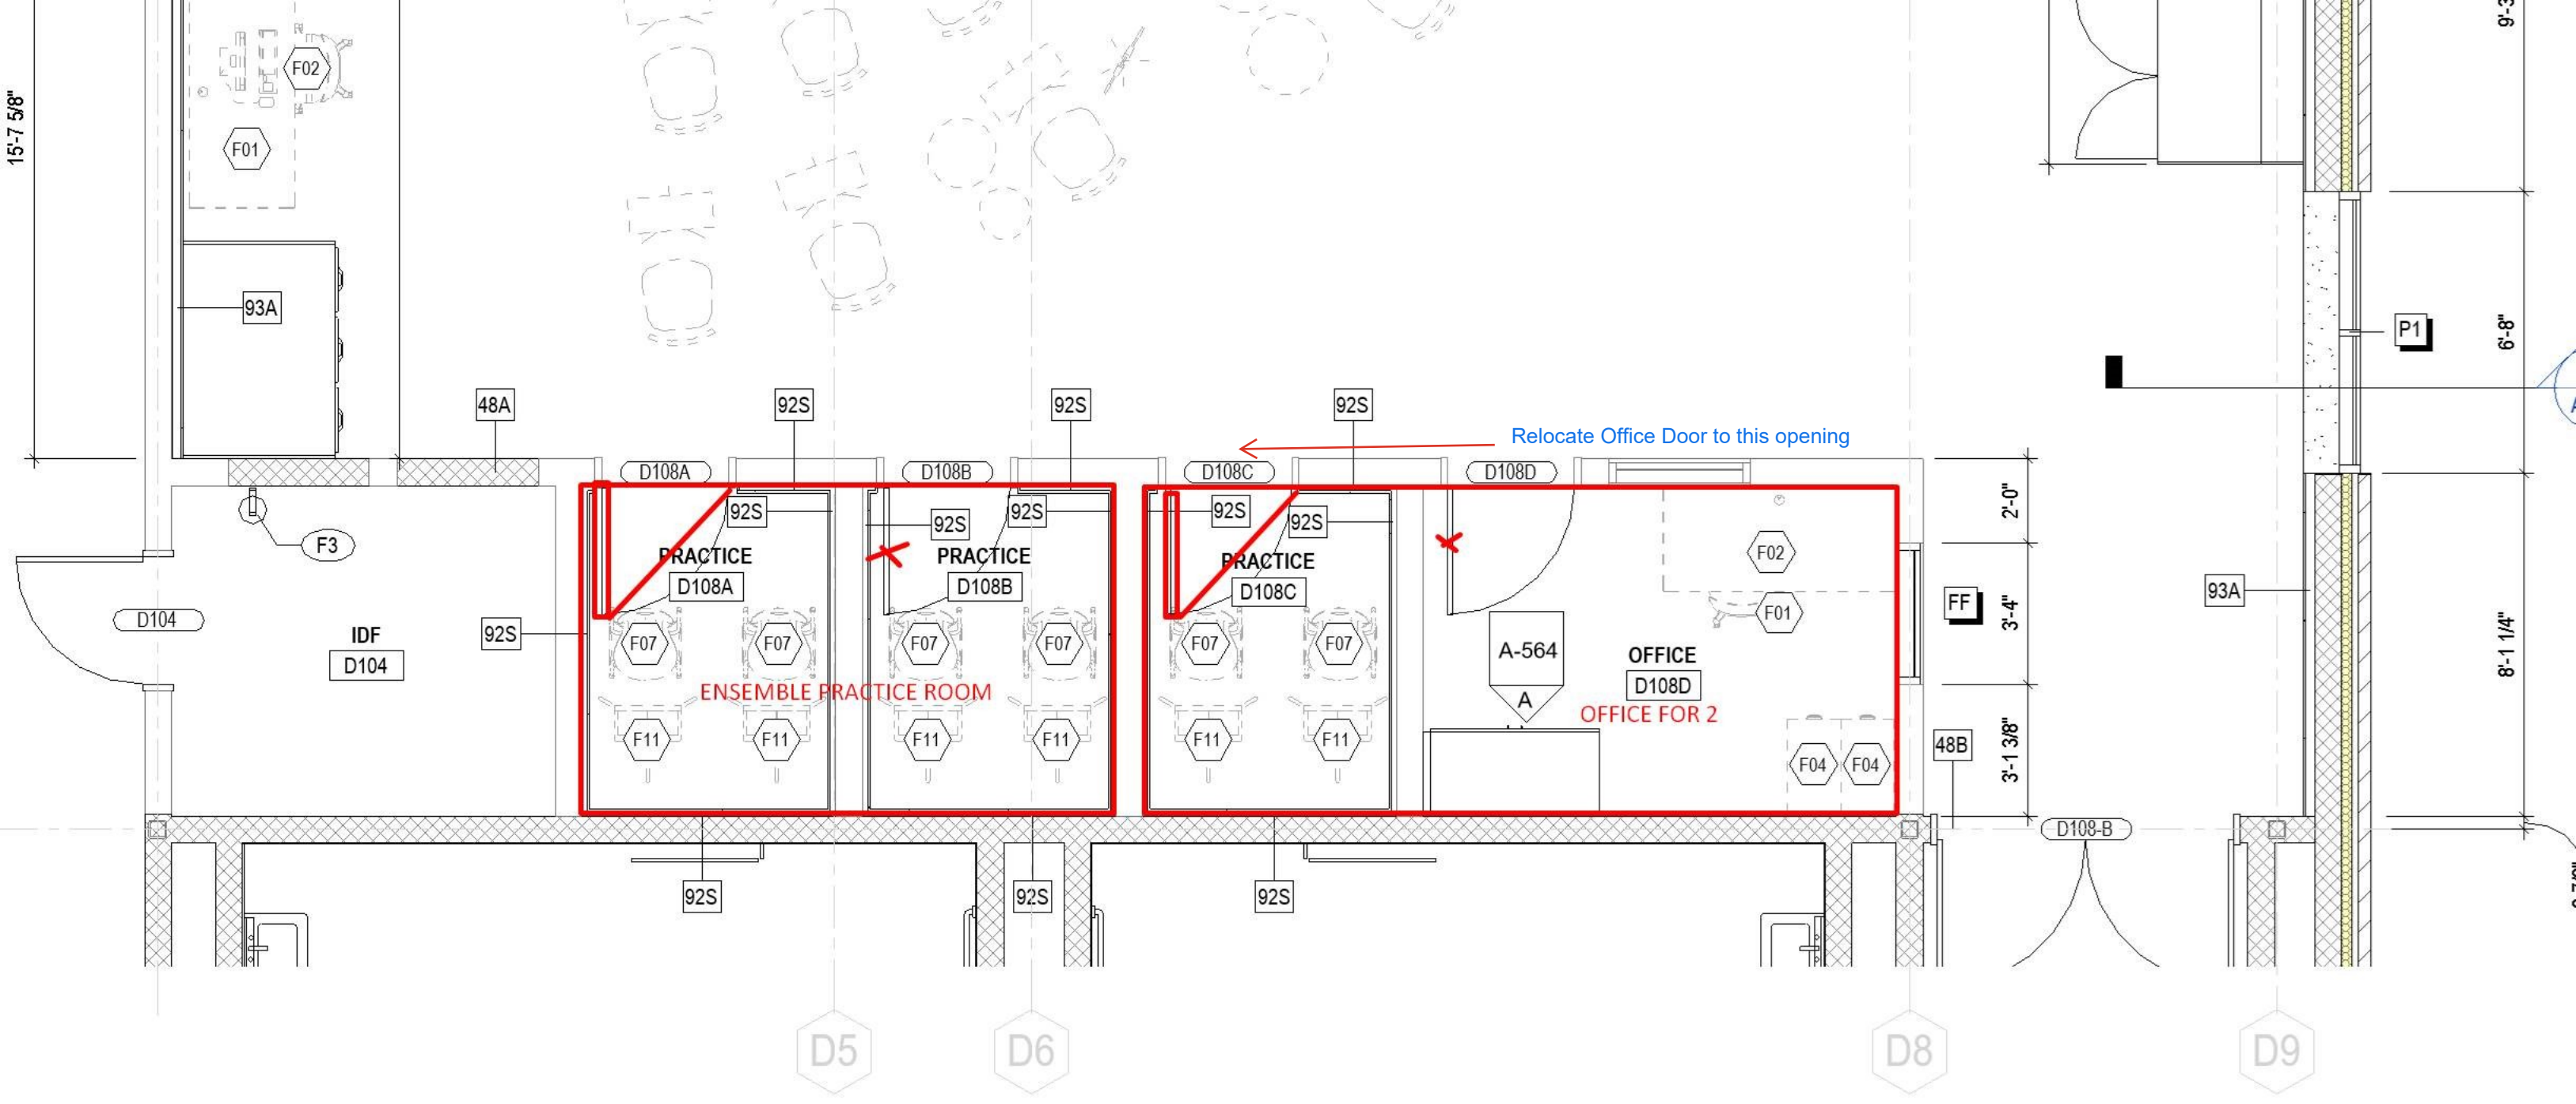 9'-3
F02
15'-7 5/8"
F01
93A
P1
6'-8"
48A
92S
92S
92S
Relocate Office Door to this opening
D108A
D108B
D108C
D108D
92S
92S
92S
92S
92S
2'-0"
F3
PRACTICE
D108A
PRACTICE
D108B
PRACTICE
D108C
F02
F01
FF
3'-4"
93A
D104
IDF
D104
92S
F07
F07
F07
F07
F07
F07
A-564
A
OFFICE
D108D
8'-1 1/4"
ENSEMBLE PRACTICE ROOM
OFFICE FOR 2
F11
F11
F11
F11
F11
F11
F04
F04
48B
3'-1 3/8"
D108-B
92S
92S
92S
D5
D6
D8
D9